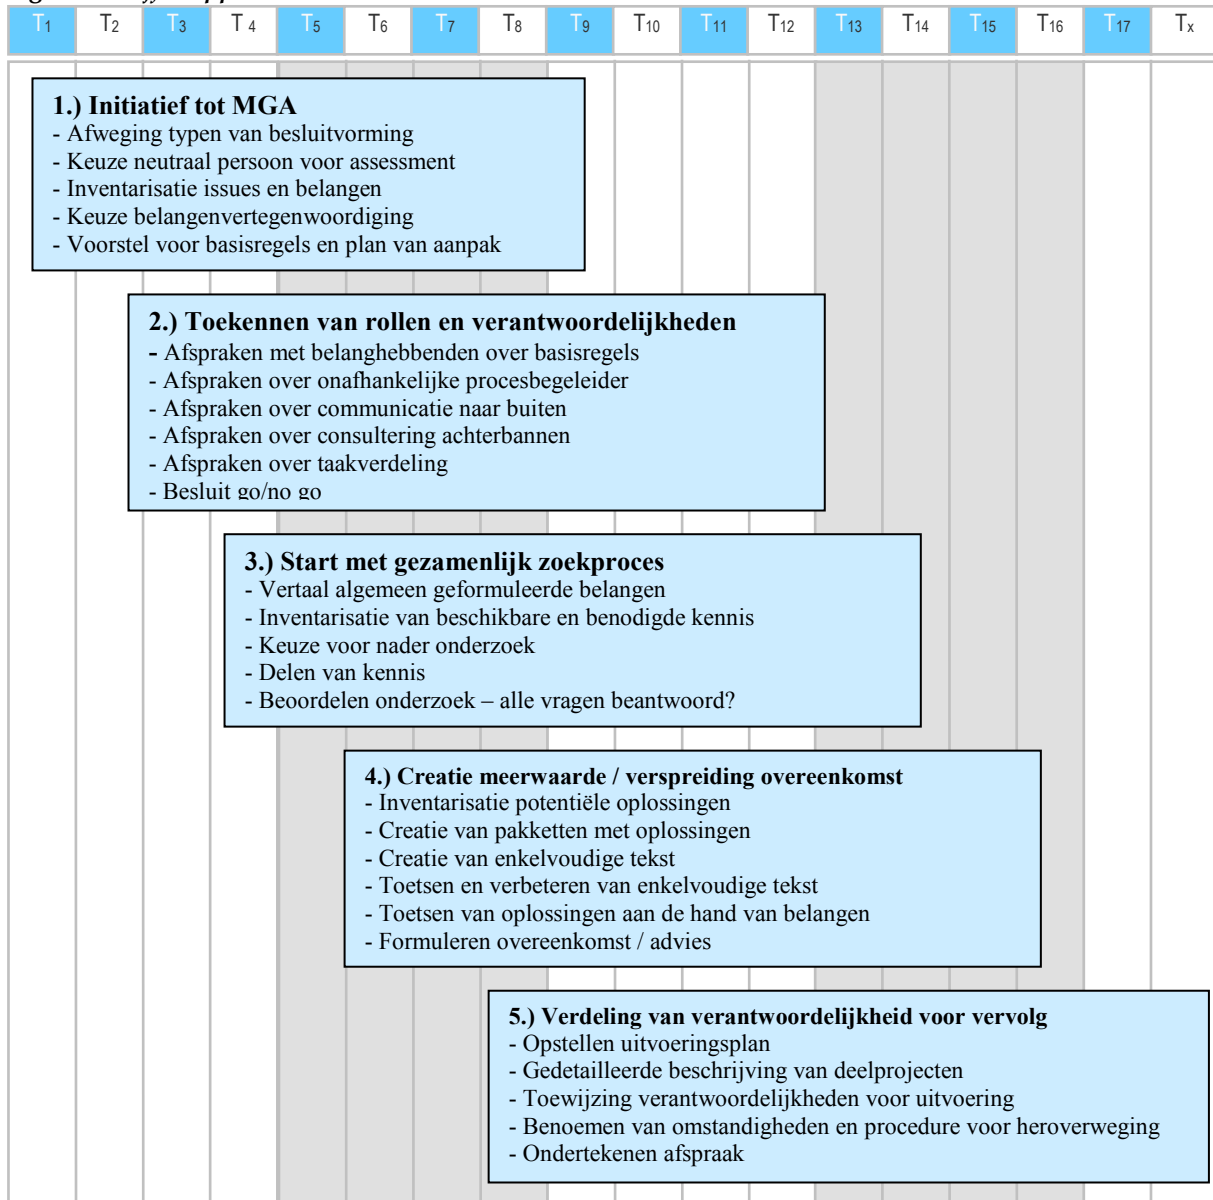 T1 T2 T3 T 4 T5 T6 T7 T8 T9 T10 T11 T12 T13 T14 T15 T16 T17 Tx
1.) Initiatief tot MGA
- Afweging typen van besluitvorming
- Keuze neutraal persoon voor assessment
- Inventarisatie issues en belangen
- Keuze belangenvertegenwoordiging
- Voorstel voor basisregels en plan van aanpak
2.) Toekennen van rollen en verantwoordelijkheden
- Afspraken met belanghebbenden over basisregels
- Afspraken over onafhankelijke procesbegeleider
- Afspraken over communicatie naar buiten
- Afspraken over consultering achterbannen
- Afspraken over taakverdeling
- Besluit go/no go
3.) Start met gezamenlijk zoekproces
- Vertaal algemeen geformuleerde belangen
- Inventarisatie van beschikbare en benodigde kennis
- Keuze voor nader onderzoek
- Delen van kennis
- Beoordelen onderzoek – alle vragen beantwoord?
4.) Creatie meerwaarde / verspreiding overeenkomst
- Inventarisatie potentiële oplossingen
- Creatie van pakketten met oplossingen
- Creatie van enkelvoudige tekst
- Toetsen en verbeteren van enkelvoudige tekst
- Toetsen van oplossingen aan de hand van belangen
- Formuleren overeenkomst / advies
5.) Verdeling van verantwoordelijkheid voor vervolg
- Opstellen uitvoeringsplan
- Gedetailleerde beschrijving van deelprojecten
- Toewijzing verantwoordelijkheden voor uitvoering
- Benoemen van omstandigheden en procedure voor heroverweging
- Ondertekenen afspraak